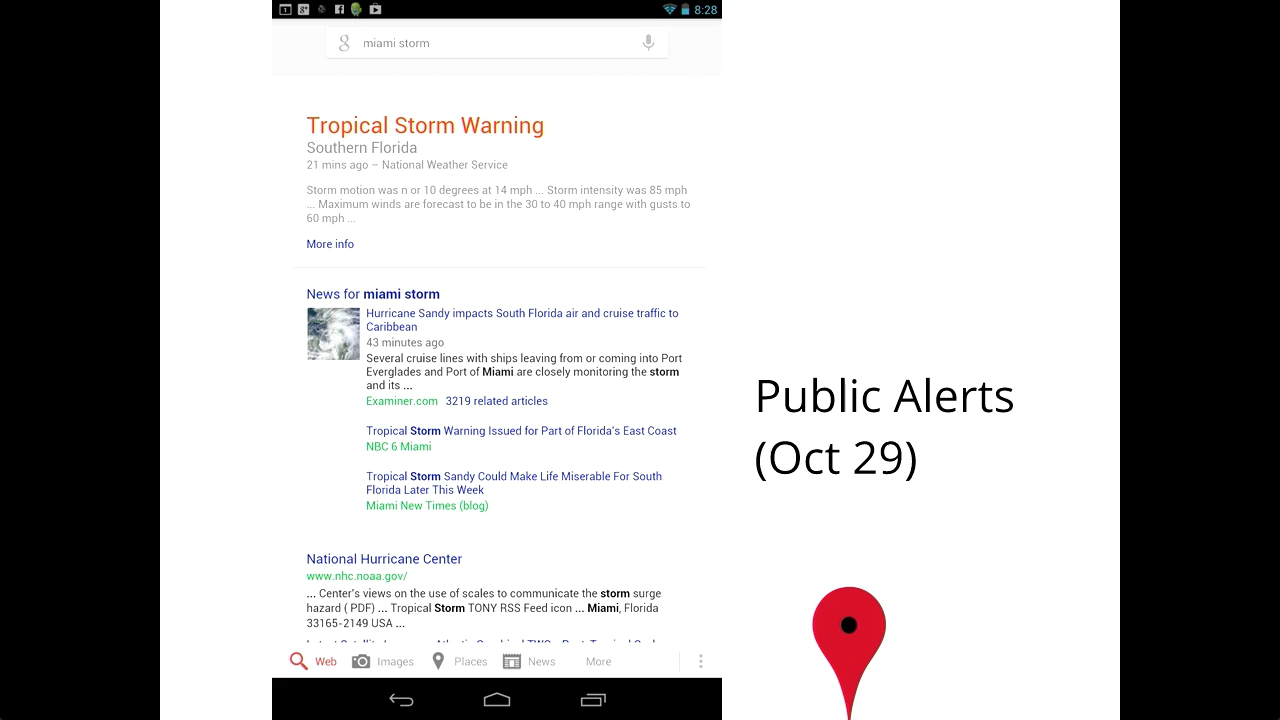 8:28
miami storm
Tropical Storm Warning
Southern Florida
21 mins ago – National Weather Service
Storm motion was n or 10 degrees at 14 mph ... Storm intensity was 85 mph
... Maximum winds are forecast to be in the 30 to 40 mph range with gusts to
60 mph ...
More info
News for miami storm
Hurricane Sandy impacts South Florida air and cruise traffic to
Caribbean
43 minutes ago
Several cruise lines with ships leaving from or coming into Port
Everglades and Port of Miami are closely monitoring the storm
and its ...
Examiner.com 3219 related articles
Tropical Storm Warning Issued for Part of Florida's East Coast
NBC 6 Miami
Tropical Storm Sandy Could Make Life Miserable For South
Florida Later This Week
Miami New Times (blog)
National Hurricane Center
www.nhc.noaa.gov/
... Center's views on the use of scales to communicate the storm surge
hazard ( PDF) ... Tropical Storm TONY RSS Feed icon ... Miami, Florida
33165-2149 USA ...
Web Images Places News More
Public Alerts
(Oct 29)